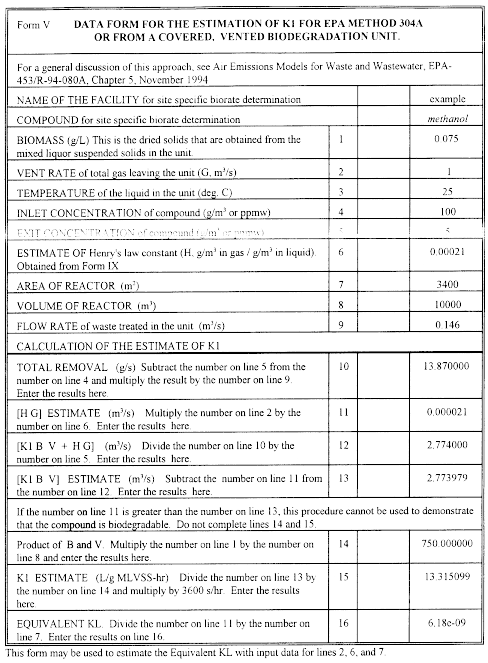 Form V DATA FORM FOR THE ESTIMATION OF K1 FOR EPA METHOD 304A
OR FROM A COVERED, VENTED BIODEGRADATION UNIT.
For a general discussion of this approach, see Air Emissions Models for Waste and Wastewater, EPA-
453/R-94-080A, Chapter 5, November 1994
NAME OF THE FACILITY for site specific biorate determination example
COMPOUND for site specific biorate determination methanol
BIOMASS (g/L) This is the dried solids that are obtained from the 1 0.075
mixed liquor suspended solids in the unit.
VENT RATE of total gas leaving the unit (G, m³/s) 2 1
TEMPERATURE of the liquid in the unit (deg. C) 3 25
INLET CONCENTRATION of compound (g/m³ or ppmw) 4 100
EXIT CONCENTRATION of compound (g/m³ or ppmw) 5 5
ESTIMATE OF Henry's law constant (H, g/m³ in gas / g/m³ in liquid). 6 0.00021
Obtained from Form IX
AREA OF REACTOR (m²) 7 3400
VOLUME OF REACTOR (m³) 8 10000
FLOW RATE of waste treated in the unit (m³/s) 9 0.146
CALCULATION OF THE ESTIMATE OF K1
TOTAL REMOVAL (g/s) Subtract the number on line 5 from the 10 13.870000
number on line 4 and multiply the result by the number on line 9.
Enter the results here.
[H G] ESTIMATE (m³/s) Multiply the number on line 2 by the 11 0.000021
number on line 6. Enter the results here.
[K1 B V + H G] (m³/s) Divide the number on line 10 by the 12 2.774000
number on line 5. Enter the results here.
[K1 B V] ESTIMATE (m³/s) Subtract the number on line 11 from 13 2.773979
the number on line 12. Enter the results here.
If the number on line 11 is greater than the number on line 13, this procedure cannot be used to demonstrate
that the compound is biodegradable. Do not complete lines 14 and 15.
Product of B and V. Multiply the number on line 1 by the number on 14 750.000000
line 8 and enter the results here.
K1 ESTIMATE (L/g MLVSS-hr) Divide the number on line 13 by 15 13.315099
the number on line 14 and multiply by 3600 s/hr. Enter the results
here.
EQUIVALENT KL. Divide the number on line 11 by the number on 16 6.18e-09
line 7. Enter the results on line 16.
This form may be used to estimate the Equivalent KL with input data for lines 2, 6, and 7.